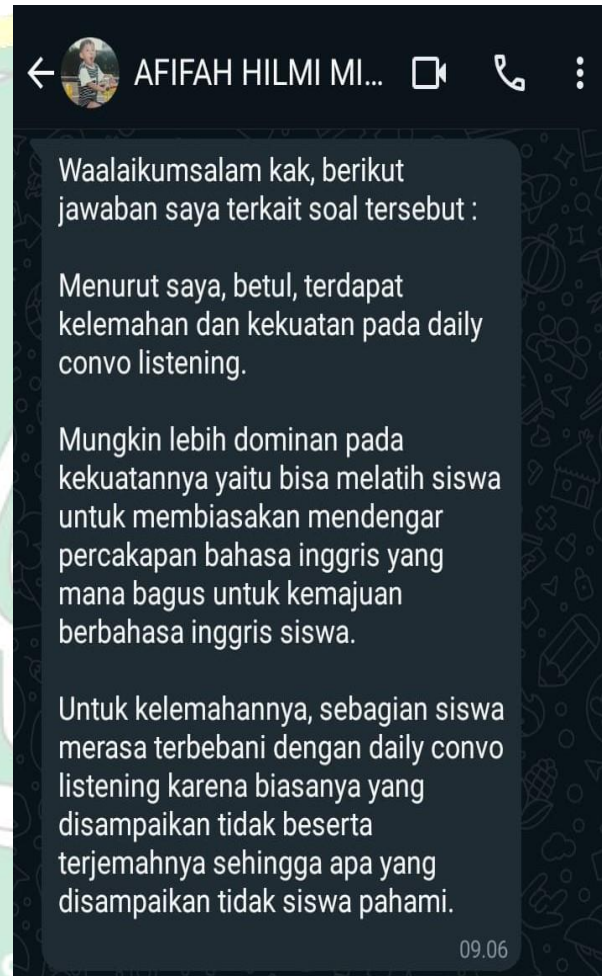 AFIFAH HILMI MI...
Waalaikumsalam kak, berikut
jawaban saya terkait soal tersebut :
Menurut saya, betul, terdapat
kelemahan dan kekuatan pada daily
convo listening.
Mungkin lebih dominan pada
kekuatannya yaitu bisa melatih siswa
untuk membiasakan mendengar
percakapan bahasa inggris yang
mana bagus untuk kemajuan
berbahasa inggris siswa.
Untuk kelemahannya, sebagian siswa
merasa terbebani dengan daily convo
listening karena biasanya yang
disampaikan tidak beserta
terjemahnya sehingga apa yang
disampaikan tidak siswa pahami.
09.06